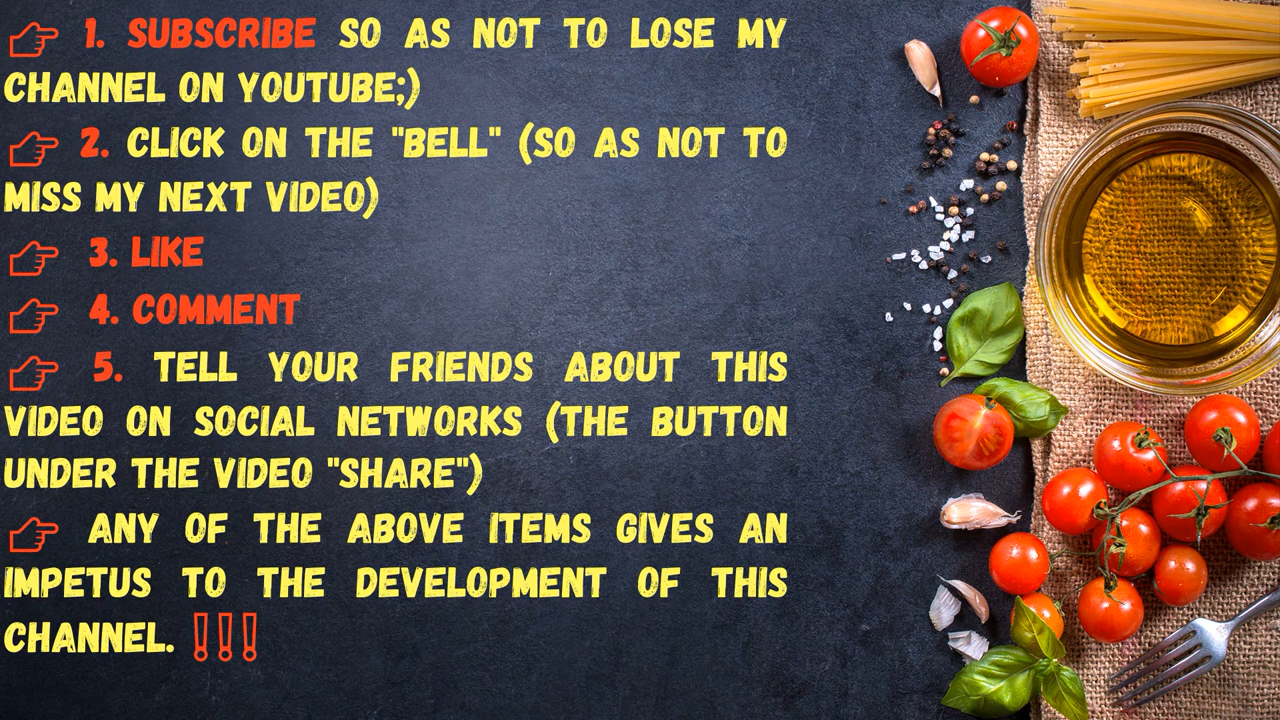 👉 1. SUBSCRIBE SO AS NOT TO LOSE MY
CHANNEL ON YOUTUBE;)
👉 2. CLICK ON THE "BELL" (SO AS NOT TO
MISS MY NEXT VIDEO)
👉 3. LIKE
👉 4. COMMENT
👉 5. TELL YOUR FRIENDS ABOUT THIS
VIDEO ON SOCIAL NETWORKS (THE BUTTON
UNDER THE VIDEO "SHARE")
👉 ANY OF THE ABOVE ITEMS GIVES AN
IMPETUS TO THE DEVELOPMENT OF THIS
CHANNEL. ❗❗❗